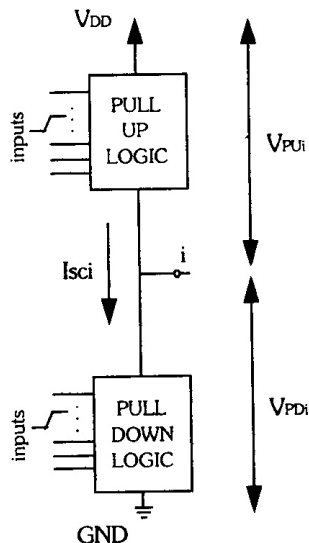 VDD
PULL
UP
LOGIC
inputs
VPUi
Isci
i
PULL
DOWN
LOGIC
inputs
VPDi
GND